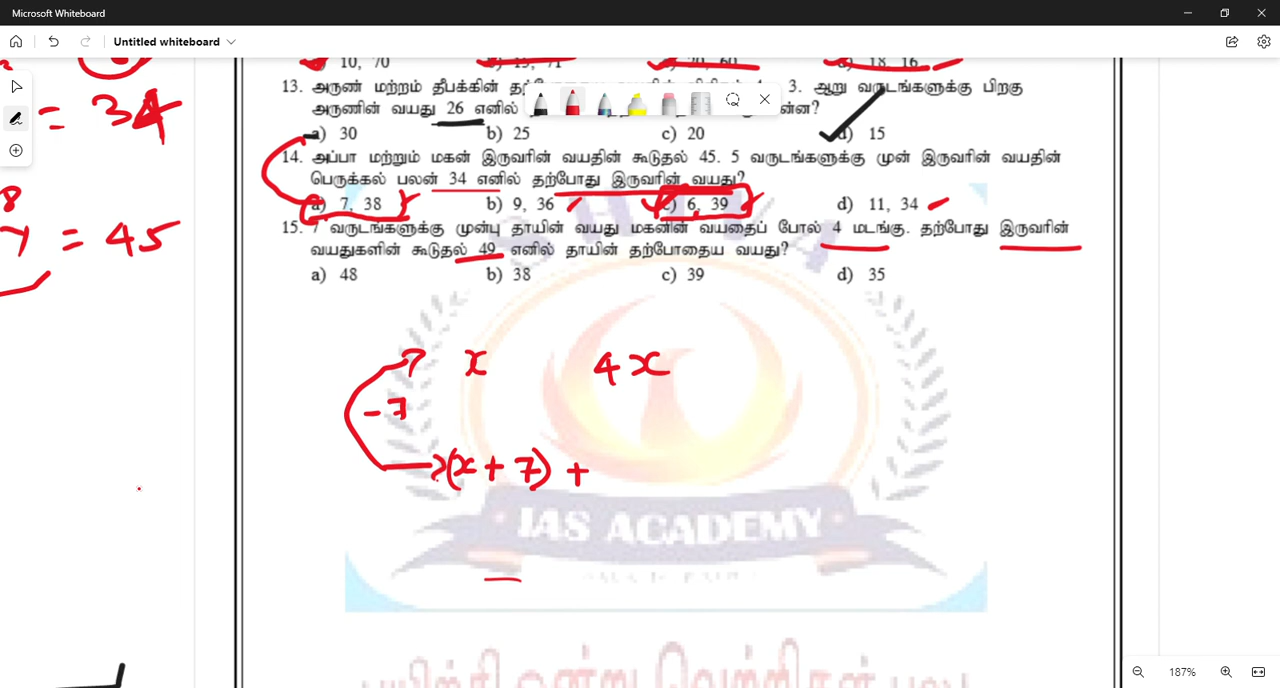 Microsoft Whiteboard
Untitled whiteboard
10, 70
18, 16
13. அருண் மற்றும் தீபக்கின் 3. ஆறு வருடங்களுக்கு பிறகு
அருணின் வயது 26 எனில்
a) 30 b) 25 c) 20 d) 15
14. அப்பா மற்றும் மகன் இருவரின் வயதின் கூடுதல் 45. 5 வருடங்களுக்கு முன் இருவரின் வயதின்
பெருக்கல் பலன் 34 எனில் தற்போது இருவரின் வயது?
a) 7, 38 b) 9, 36 c) 6, 39 d) 11, 34
15. 7 வருடங்களுக்கு முன்பு தாயின் வயது மகனின் வயதைப் போல் 4 மடங்கு. தற்போது இருவரின்
வயதுகளின் கூடுதல் 49 எனில் தாயின் தற்போதைய வயது?
a) 48 b) 38 c) 39 d) 35
= 34
8
7 = 45
x 4x
-7
(x + 7) +
IAS ACADEMY
187%